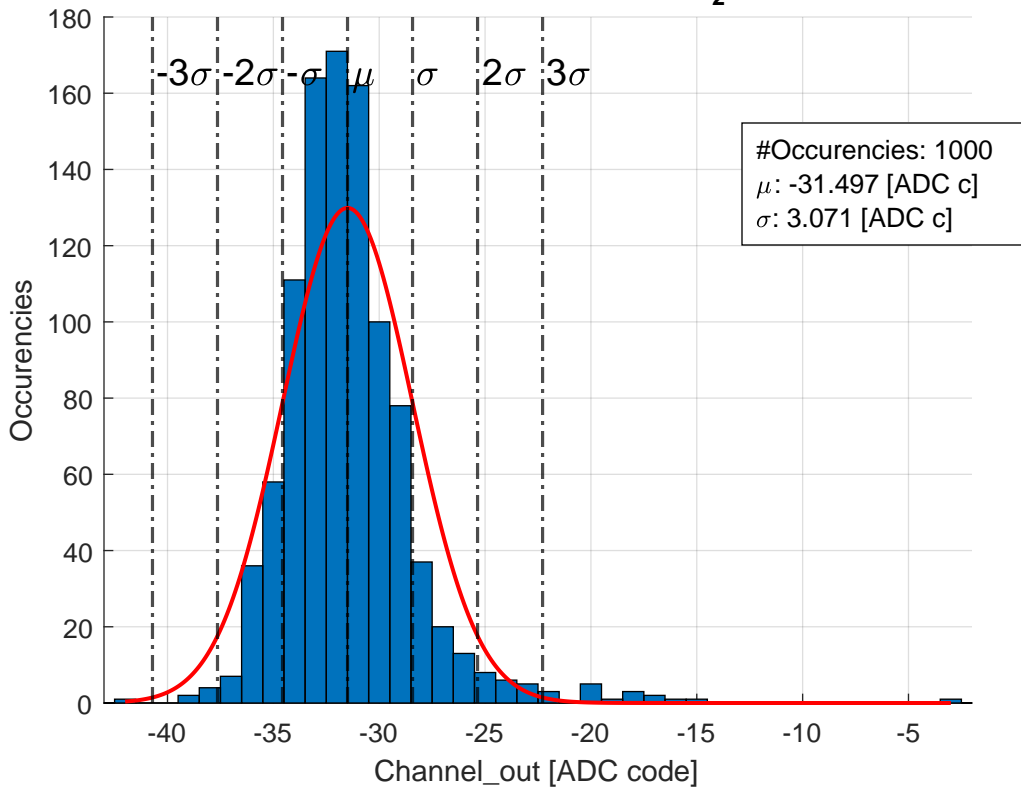 2
180
160
140
120
100
80
60
40
20
0
-3σ -2σ -σ μ σ 2σ 3σ
#Occurencies: 1000
μ: -31.497 [ADC c]
σ: 3.071 [ADC c]
Occurencies
-40 -35 -30 -25 -20 -15 -10 -5
Channel_out [ADC code]